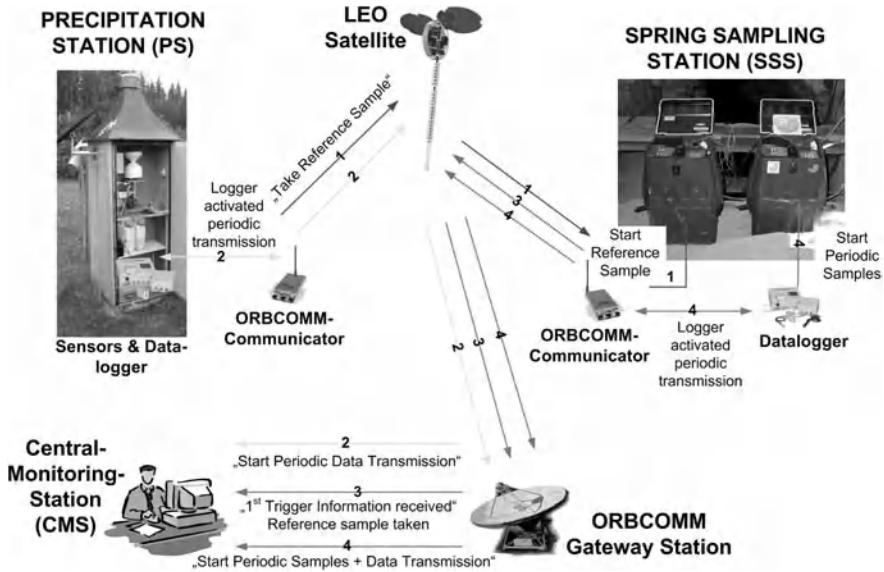 PRECIPITATION
STATION (PS)
LEO
Satellite
SPRING SAMPLING
STATION (SSS)
„Take Reference Sample“
1
2
Logger
activated
periodic
transmission
2
ORBCOMM-
Communicator
Sensors & Data-
logger
1
3
4
Start
Reference
Sample
1
4
Start
Periodic
Samples
ORBCOMM-
Communicator
4
Logger
activated
periodic
transmission
Datalogger
2
3
4
Central-
Monitoring-
Station
(CMS)
2
„Start Periodic Data Transmission“
3
„1st Trigger Information received“
Reference sample taken
4
„Start Periodic Samples + Data Transmission“
ORBCOMM
Gateway Station